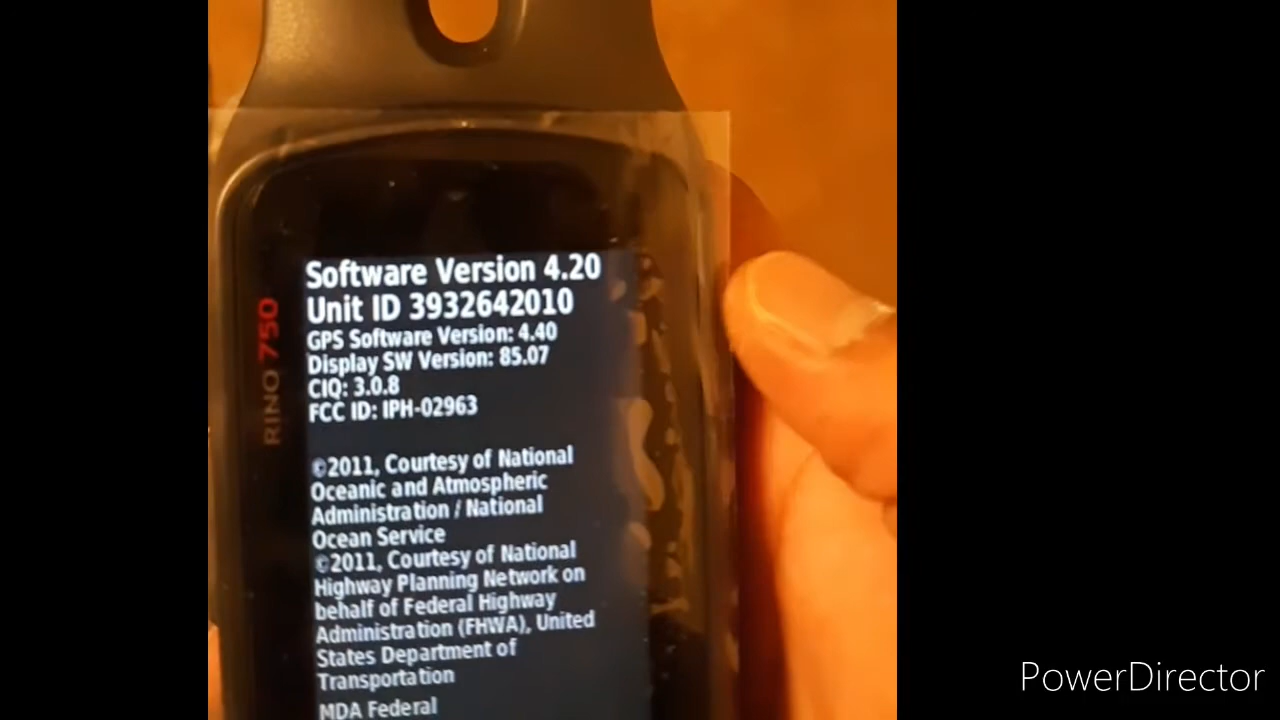 Software Version 4.20
Unit ID 3932642010
GPS Software Version: 4.40
Display SW Version: 85.07
CIQ: 3.0.8
FCC ID: IPH-02963
©2011, Courtesy of National
Oceanic and Atmospheric
Administration / National
Ocean Service
©2011, Courtesy of National
Highway Planning Network on
behalf of Federal Highway
Administration (FHWA), United
States Department of
Transportation
MDA Federal
RINO 750
PowerDirector